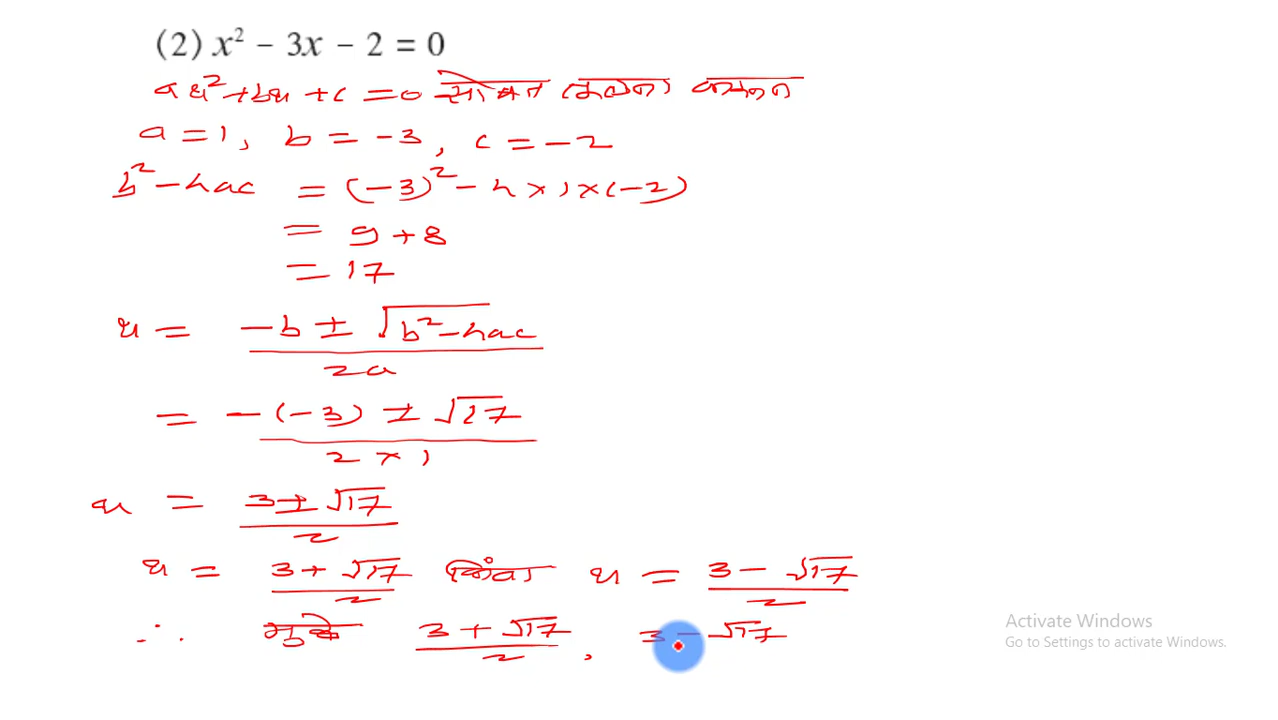 (2) x² − 3x − 2 = 0
ax²+bx+c=0 सोबत तुलना करून
a = 1, b = −3, c = −2
b²−4ac = (−3)² − 4 × 1 × (−2)
= 9 + 8
= 17
x = (−b ± √(b²−4ac)) / 2a
= (−(−3) ± √17) / (2 × 1)
x = (3 ± √17) / 2
x = (3 + √17) / 2 किंवा x = (3 − √17) / 2
∴ मुळे (3 + √17) / 2 , 3 − √17
Activate Windows
Go to Settings to activate Windows.